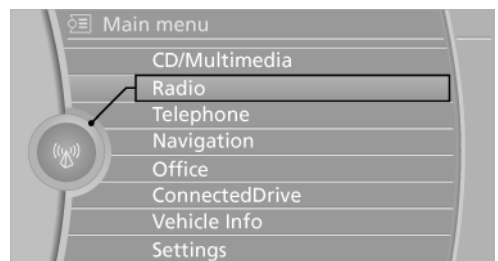 Main menu
CD/Multimedia
Radio
Telephone
Navigation
Office
ConnectedDrive
Vehicle Info
Settings